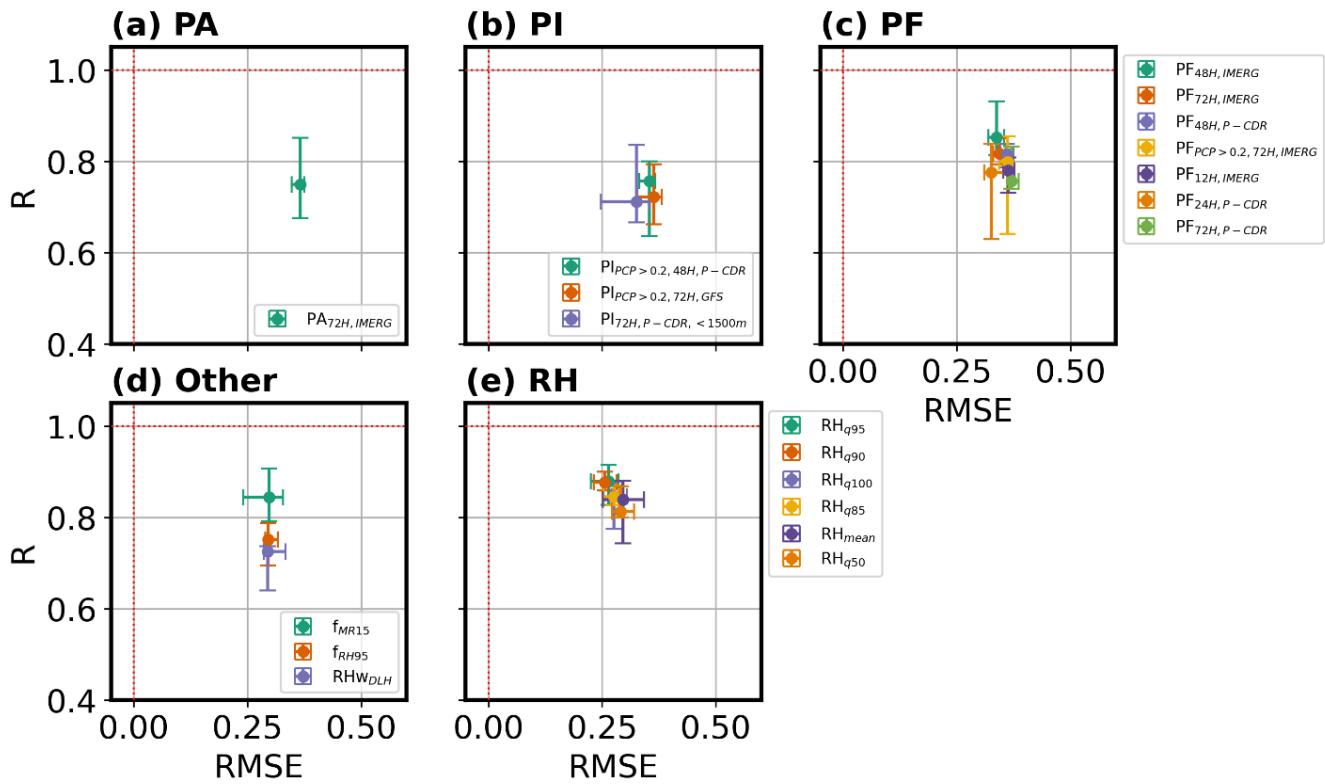 (a) PA
(b) PI
(c) PF
1.0
0.8
0.6
0.4
R
PA72H,IMERG
PIPCP>0.2,48H,P−CDR
PIPCP>0.2,72H,GFS
PI72H,P−CDR,<1500m
0.00 0.25 0.50
RMSE
PF48H,IMERG
PF72H,IMERG
PF48H,P−CDR
PFPCP>0.2,72H,IMERG
PF12H,IMERG
PF24H,P−CDR
PF72H,P−CDR
(d) Other
(e) RH
1.0
0.8
0.6
0.4
R
fMR15
fRH95
RHwDLH
0.00 0.25 0.50
RMSE
0.00 0.25 0.50
RMSE
RHq95
RHq90
RHq100
RHq85
RHmean
RHq50